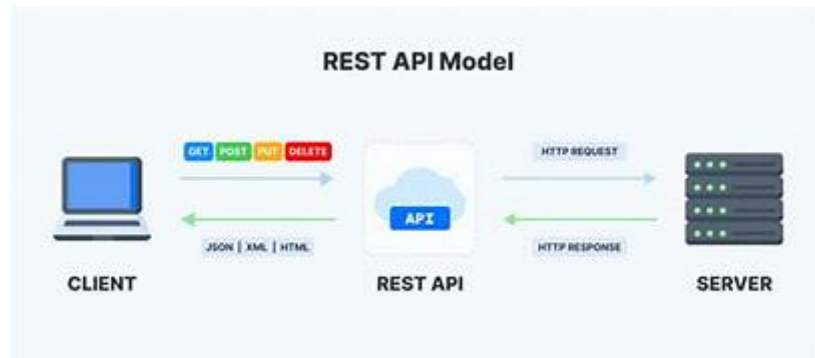 REST API Model
GET POST PUT DELETE
HTTP REQUEST
API
JSON | XML | HTML
HTTP RESPONSE
CLIENT
REST API
SERVER